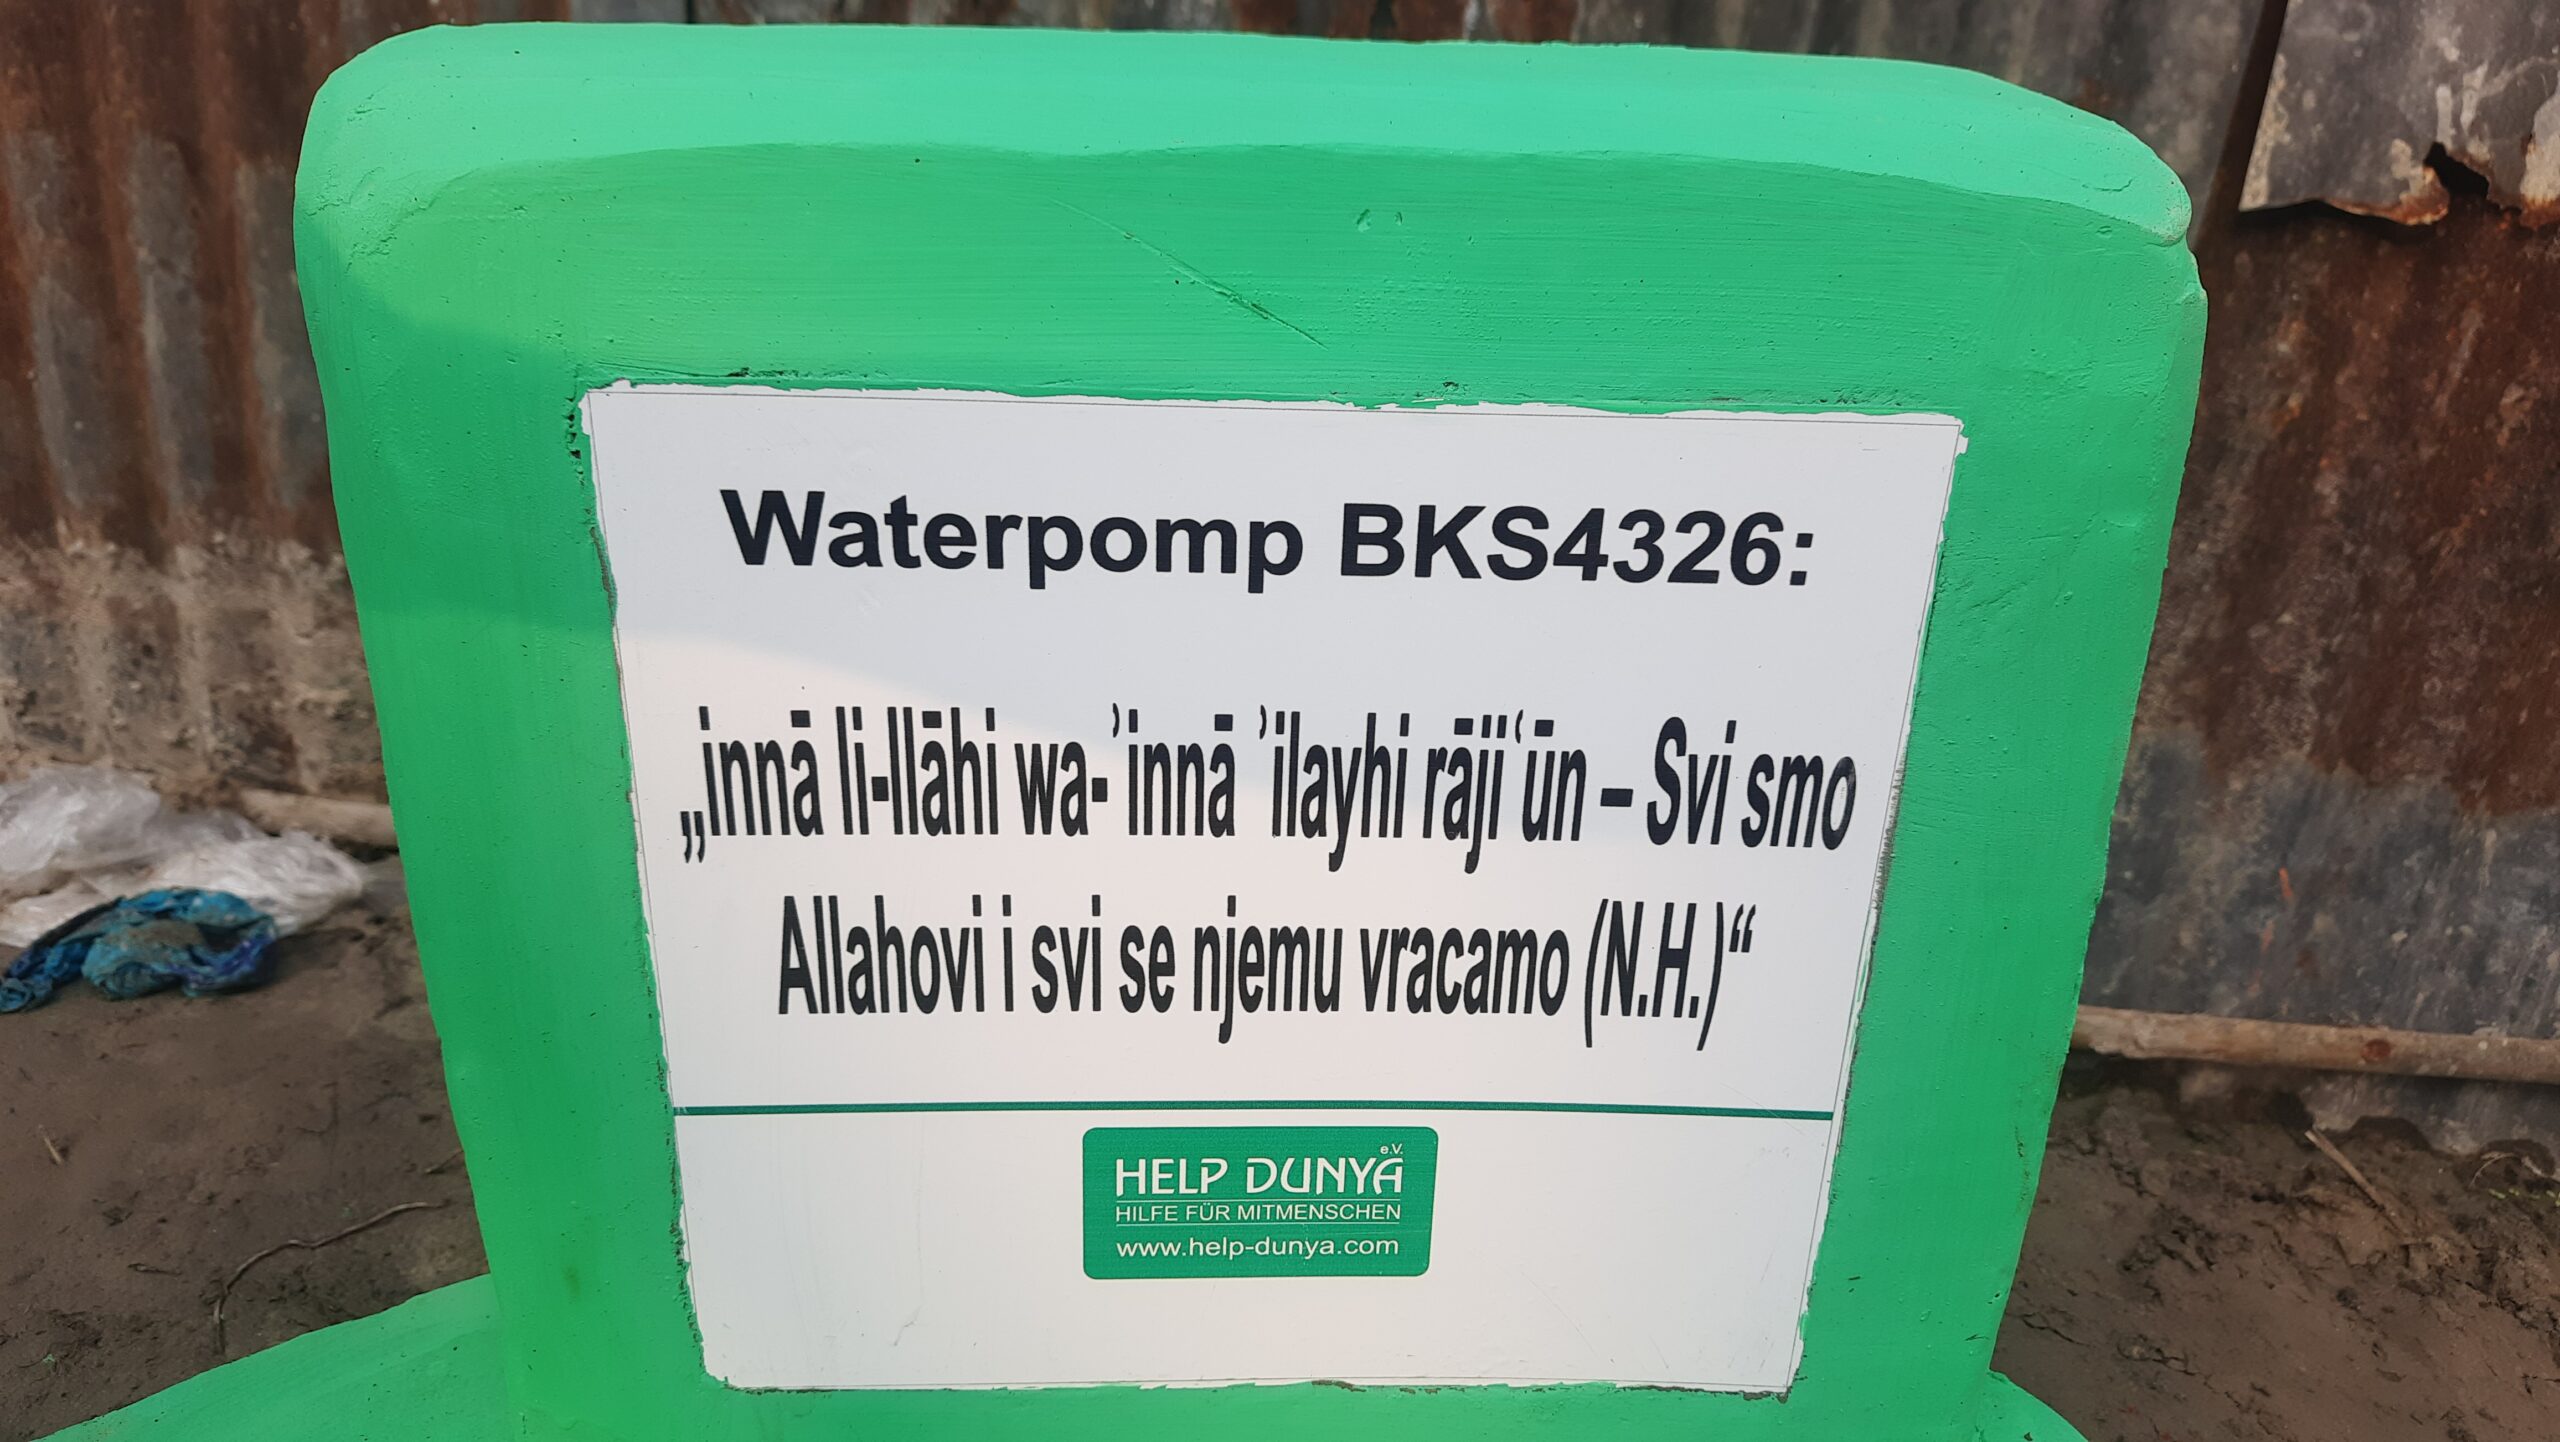 Waterpomp BKS4326:
„innā li-llāhi wa-ʾinnā ʾilayhi rājiʿūn – Svi smo
Allahovi i svi se njemu vracamo (N.H.)“
e.V.
HELP DUNYA
HILFE FÜR MITMENSCHEN
www.help-dunya.com